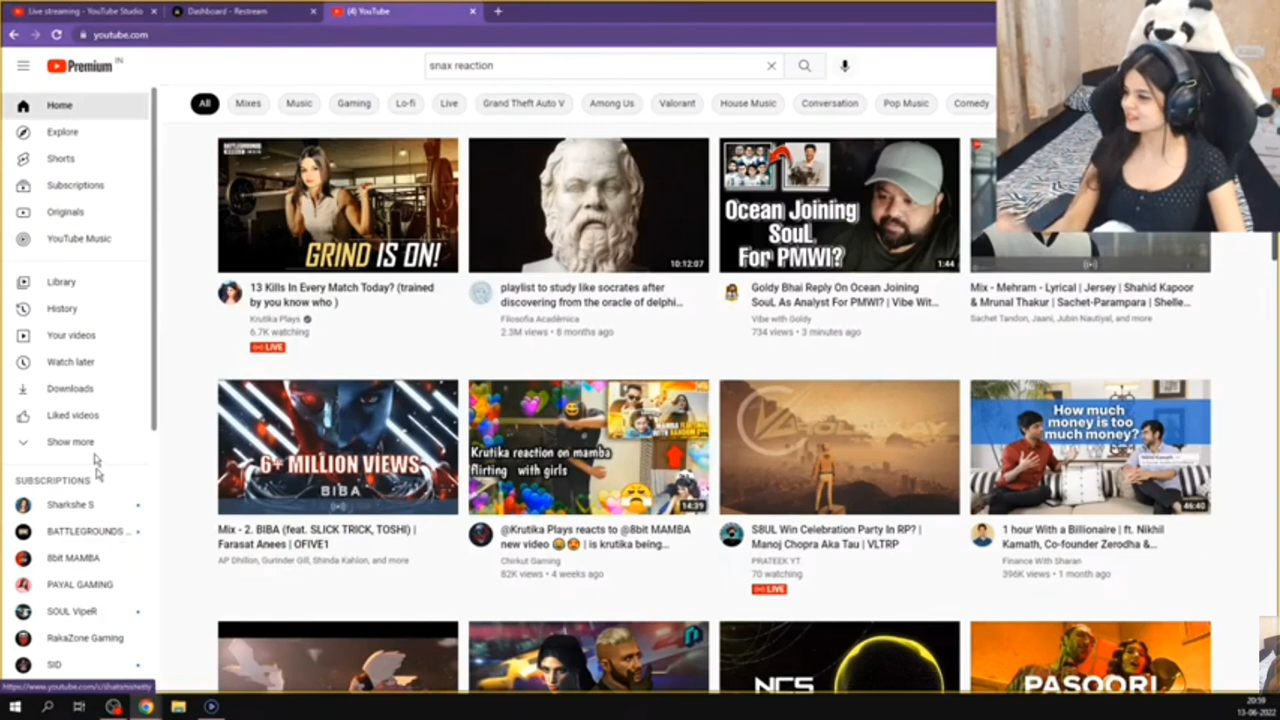 Live streaming - YouTube Studio
Dashboard - Restream
(4) YouTube
youtube.com
Premium IN
snax reaction
All
Mixes
Music
Gaming
Lo-fi
Live
Grand Theft Auto V
Among Us
Valorant
House Music
Conversation
Pop Music
Comedy
Home
Explore
Shorts
Subscriptions
Originals
YouTube Music
Library
History
Your videos
Watch later
Downloads
Liked videos
Show more
SUBSCRIPTIONS
Sharkshe S
BATTLEGROUNDS ...
8bit MAMBA
PAYAL GAMING
SOUL VipeR
RakaZone Gaming
SID
GRIND IS ON!
13 Kills In Every Match Today? (trained
by you know who )
Krutika Plays
6.7K watching
LIVE
10:12:07
playlist to study like socrates after
discovering from the oracle of delphi...
Filosofia Acadêmica
2.3M views • 8 months ago
Ocean Joining
SouL
For PMWI?
1:44
Goldy Bhai Reply On Ocean Joining
SouL As Analyst For PMWI? | Vibe Wit...
Vibe with Goldy
734 views • 3 minutes ago
Mix - Mehram - Lyrical | Jersey | Shahid Kapoor
& Mrunal Thakur | Sachet-Parampara | Shelle...
Sachet Tandon, Jaani, Jubin Nautiyal, and more
6+ MILLION VIEWS
BIBA
Mix - 2. BIBA (feat. SLICK TRICK, TOSHI) |
Farasat Anees | OFIVE1
AP Dhillon, Gurinder Gill, Shinda Kahlon, and more
Krutika reaction on mamba
flirting with girls
14:39
@Krutika Plays reacts to @8bit MAMBA
new video 😂😍 | is krutika being...
Chirkut Gaming
82K views • 4 weeks ago
S8UL Win Celebration Party In RP? |
Manoj Chopra Aka Tau | VLTRP
PRATEEK YT
70 watching
LIVE
How much
money is too
much money?
46:40
1 hour With a Billionaire | ft. Nikhil
Kamath, Co-founder Zerodha &...
Finance With Sharan
396K views • 1 month ago
NCS
PASOORI
20:59
13-06-2022